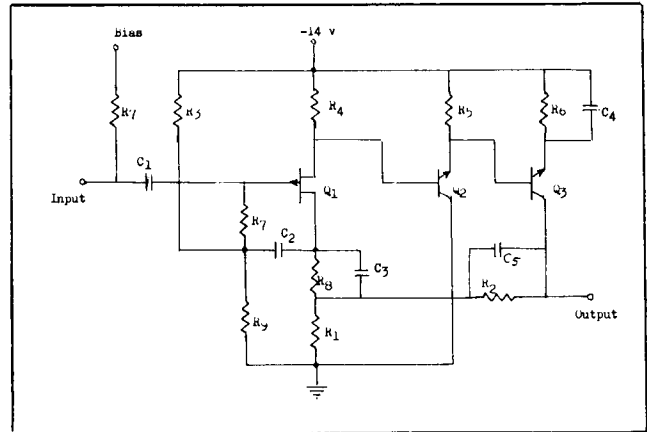 Bias
-14 v
R7
R3
R4
R5
R6
C4
C1
Input
Q1
Q2
Q3
R7
C2
R8
C3
C5
R2
R9
R1
Output